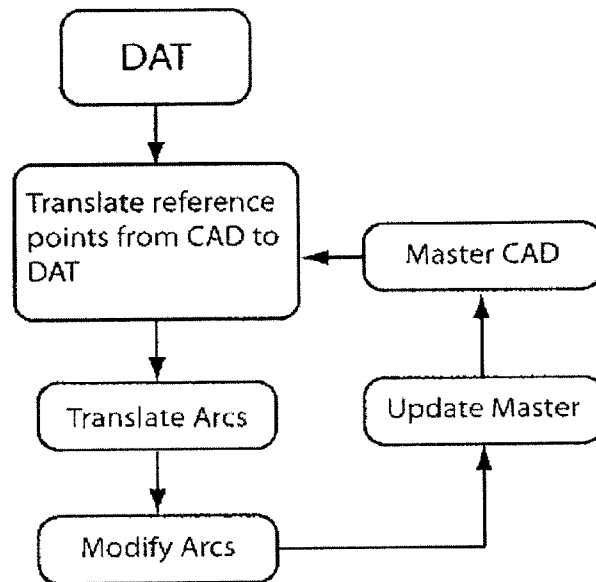 DAT
Translate reference
points from CAD to
DAT
Master CAD
Translate Arcs
Update Master
Modify Arcs